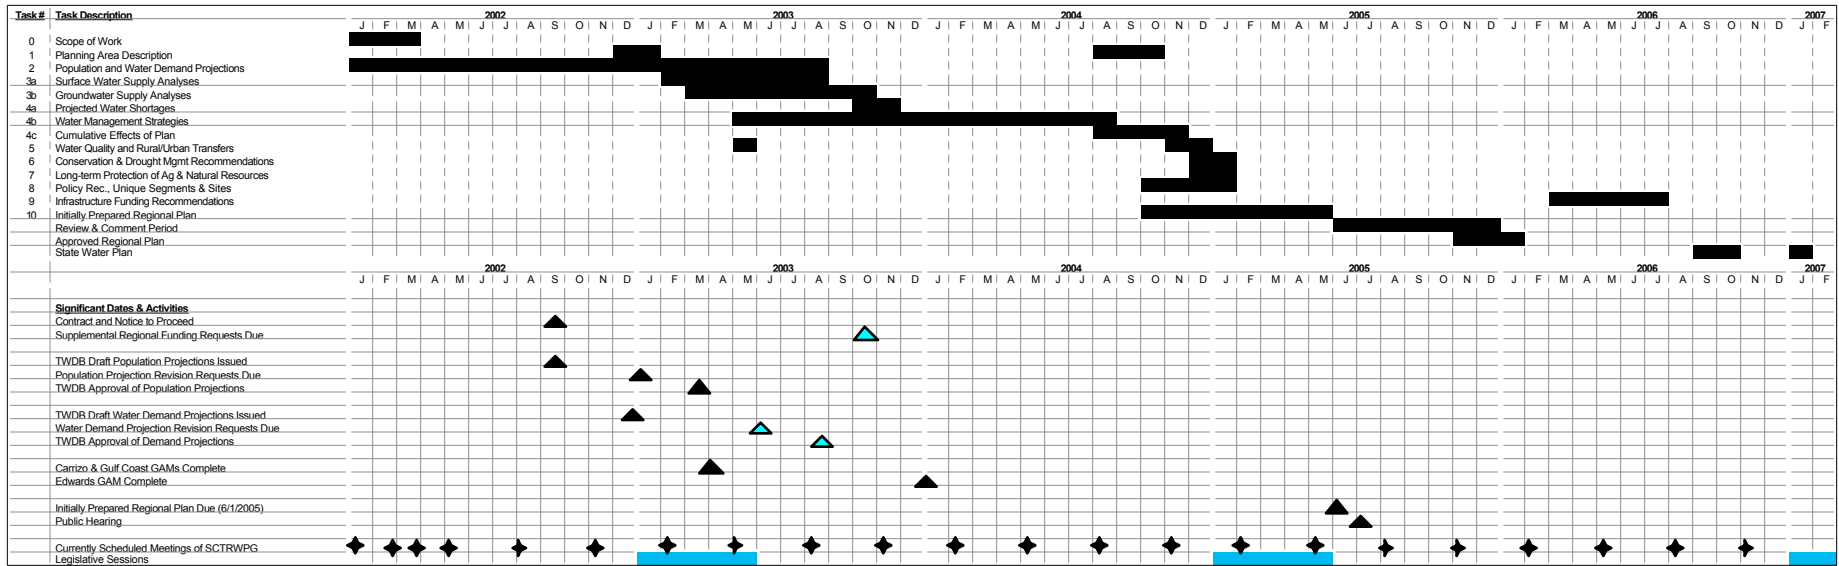 Task # Task Description 2002 2003 2004 2005 2006 2007
J F M A M J J A S O N D J F M A M J J A S O N D J F M A M J J A S O N D J F M A M J J A S O N D J F M A M J J A S O N D J F
0 Scope of Work
1 Planning Area Description
2 Population and Water Demand Projections
3a Surface Water Supply Analyses
3b Groundwater Supply Analyses
4a Projected Water Shortages
4b Water Management Strategies
4c Cumulative Effects of Plan
5 Water Quality and Rural/Urban Transfers
6 Conservation & Drought Mgmt Recommendations
7 Long-term Protection of Ag & Natural Resources
8 Policy Rec., Unique Segments & Sites
9 Infrastructure Funding Recommendations
10 Initially Prepared Regional Plan
Review & Comment Period
Approved Regional Plan
State Water Plan
2002 2003 2004 2005 2006 2007
J F M A M J J A S O N D J F M A M J J A S O N D J F M A M J J A S O N D J F M A M J J A S O N D J F M A M J J A S O N D J F
Significant Dates & Activities
Contract and Notice to Proceed
Supplemental Regional Funding Requests Due
TWDB Draft Population Projections Issued
Population Projection Revision Requests Due
TWDB Approval of Population Projections
TWDB Draft Water Demand Projections Issued
Water Demand Projection Revision Requests Due
TWDB Approval of Demand Projections
Carrizo & Gulf Coast GAMs Complete
Edwards GAM Complete
Initially Prepared Regional Plan Due (6/1/2005)
Public Hearing
Currently Scheduled Meetings of SCTRWPG
Legislative Sessions